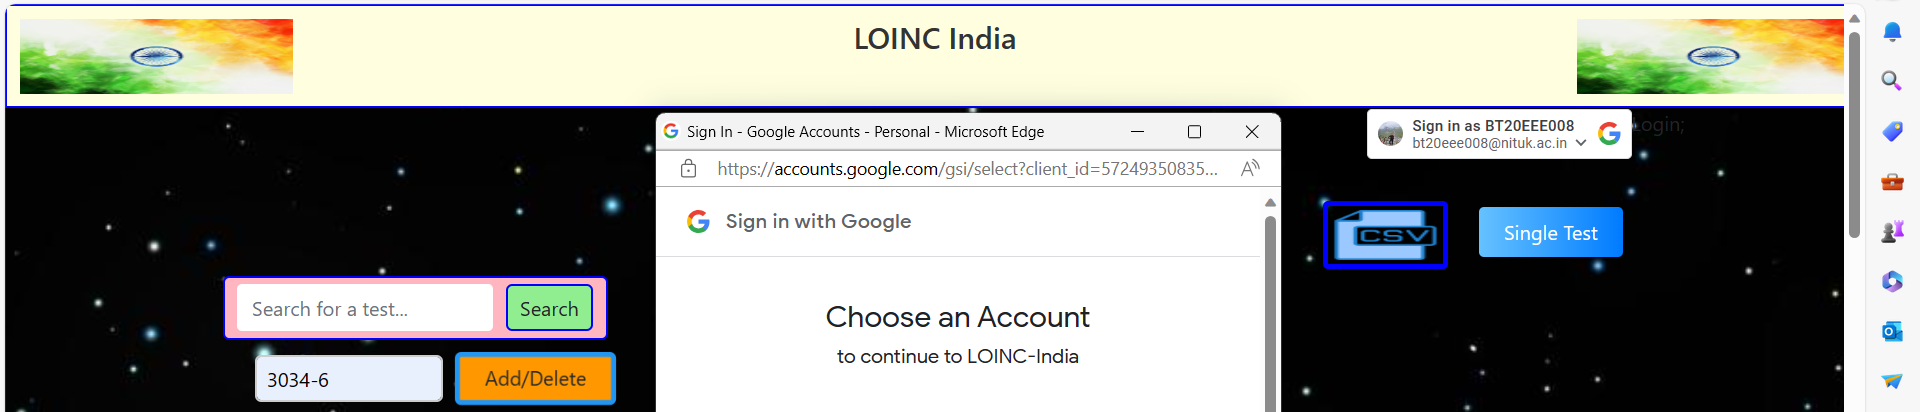 LOINC India
Sign In - Google Accounts - Personal - Microsoft Edge
https://accounts.google.com/gsi/select?client_id=57249350835...
Sign in with Google
Choose an Account
to continue to LOINC-India
Sign in as BT20EEE008
bt20eee008@nituk.ac.in
Login;
CSV
Single Test
Search for a test...
Search
3034-6
Add/Delete